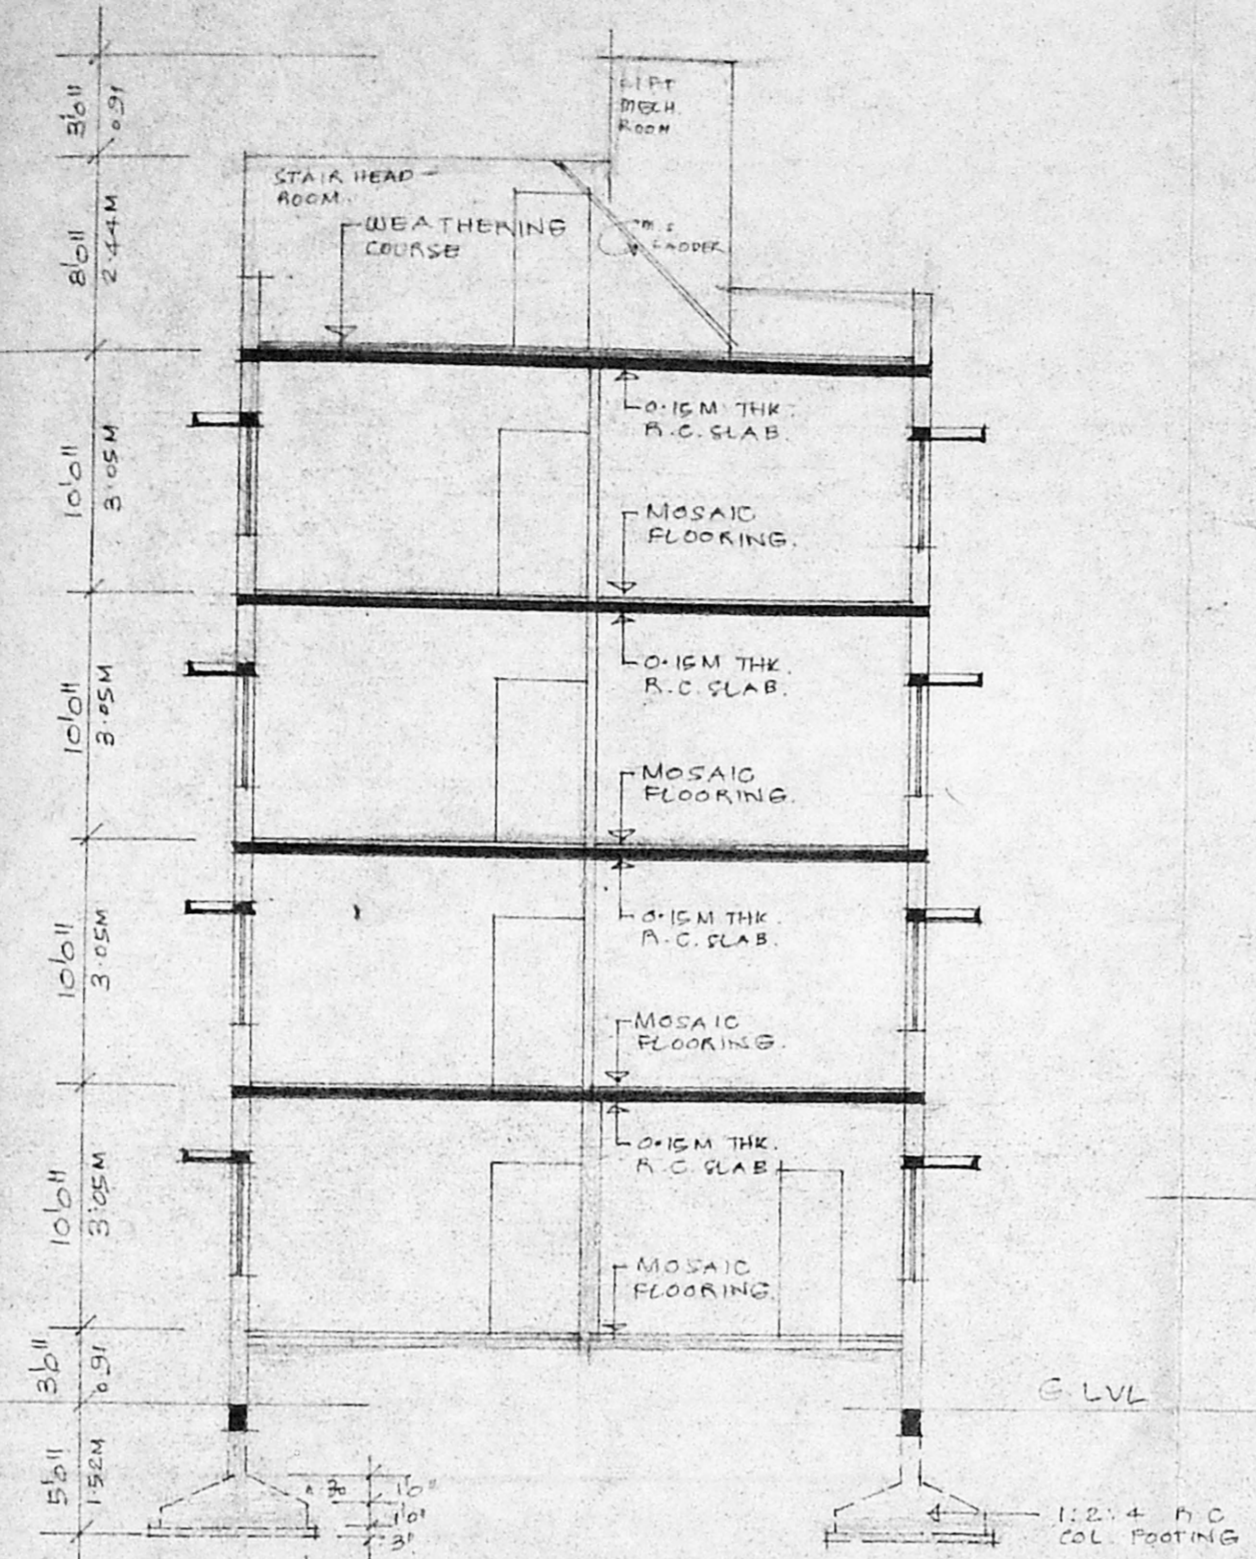 3'0"
0.91
LIFT
MECH.
ROOM
8'0"
2.44M
STAIR HEAD-
ROOM.
WEATHERING
COURSE
M.S
LADDER
10'0"
3.05M
0.15M THK.
R.C. SLAB.
MOSAIC
FLOORING.
10'0"
3.05M
0.15M THK.
R.C. SLAB.
MOSAIC
FLOORING.
10'0"
3.05M
0.15M THK.
R.C. SLAB.
MOSAIC
FLOORING.
10'0"
3.05M
0.15M THK.
R.C. SLAB
MOSAIC
FLOORING.
3'0"
0.91
G. LVL
5'0"
1.52M
1'0"
1'0"
3"
1:2:4 R C
COL. FOOTING